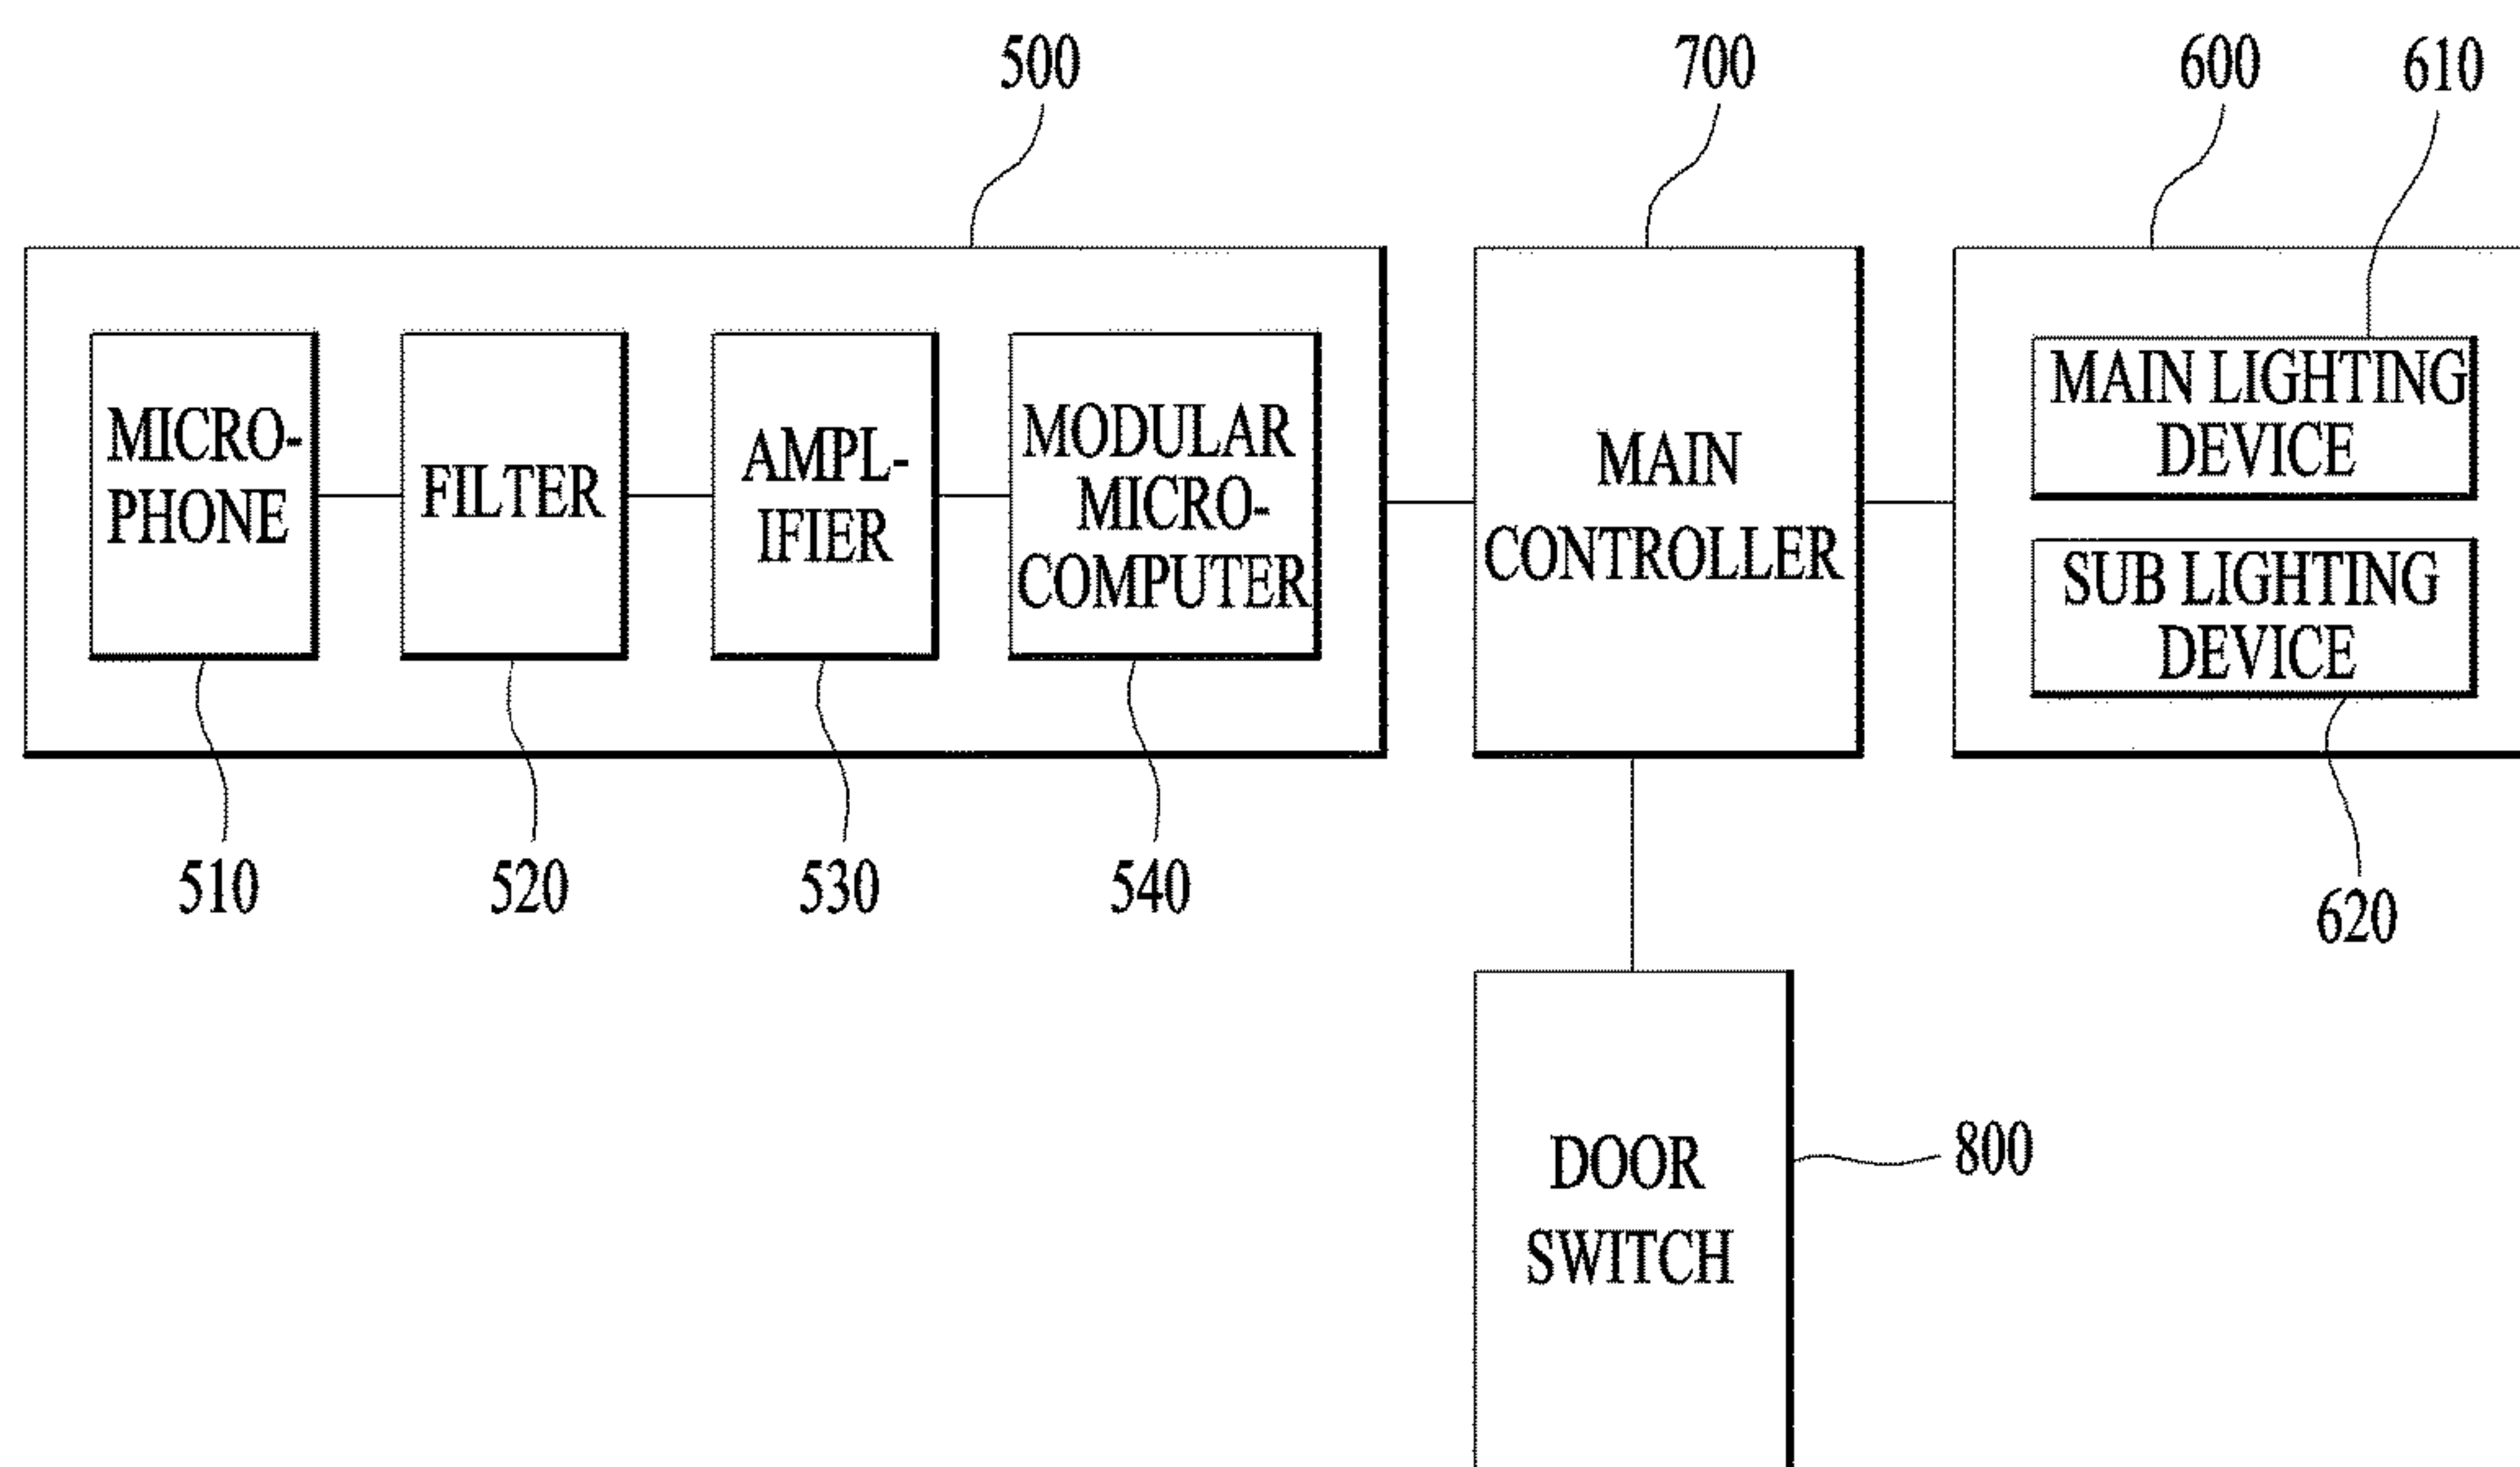 500
700
600
610
MICRO-
PHONE
FILTER
AMPL-
IFIER
MODULAR
MICRO-
COMPUTER
MAIN
CONTROLLER
MAIN LIGHTING
DEVICE
SUB LIGHTING
DEVICE
510
520
530
540
620
DOOR
SWITCH
800